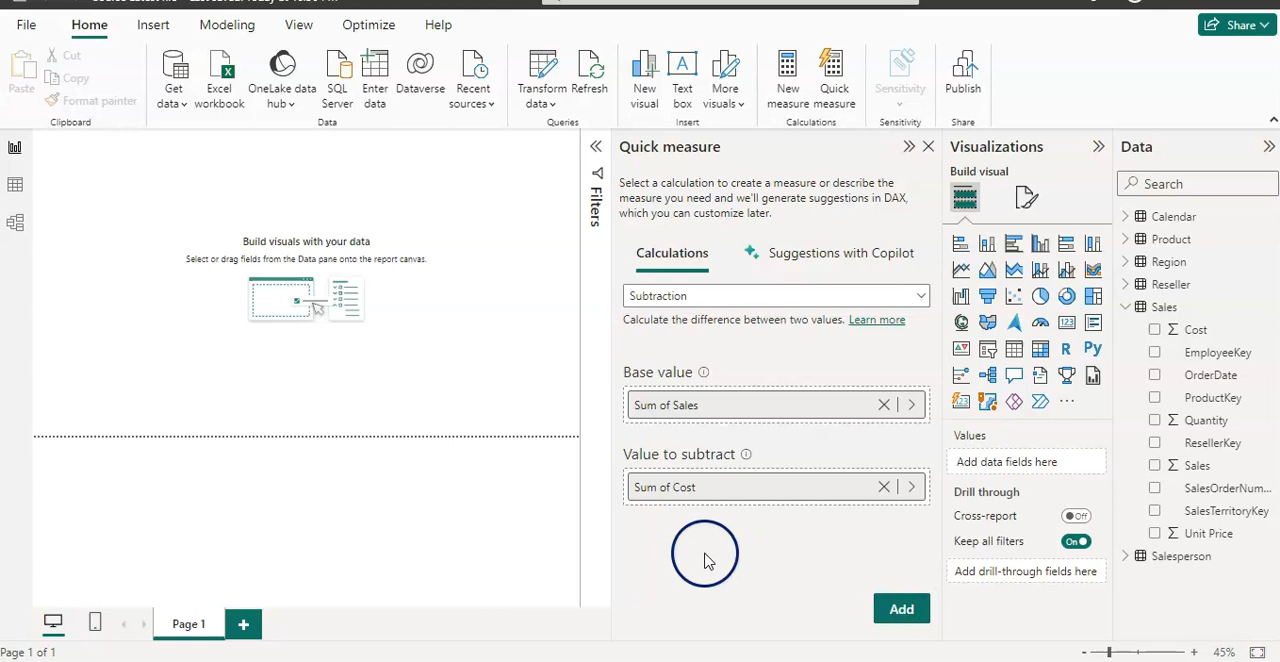 File Home Insert Modeling View Optimize Help Share
Paste Cut Copy Format painter
Get data Excel workbook OneLake data hub SQL Server Enter data Dataverse Recent sources Transform data Refresh New visual A Text box More visuals New measure Quick measure Sensitivity Publish
Clipboard Data Queries Insert Calculations Sensitivity Share
Build visuals with your data
Select or drag fields from the Data pane onto the report canvas.
Filters
Quick measure
Select a calculation to create a measure or describe the
measure you need and we'll generate suggestions in DAX,
which you can customize later.
Calculations Suggestions with Copilot
Subtraction
Calculate the difference between two values. Learn more
Base value
Sum of Sales
Value to subtract
Sum of Cost
Add
Visualizations
Build visual
123
R Py
Values
Add data fields here
Drill through
Cross-report Off
Keep all filters On
Add drill-through fields here
Data
Search
Calendar
Product
Region
Reseller
Sales
Σ Cost
EmployeeKey
OrderDate
ProductKey
Σ Quantity
ResellerKey
Σ Sales
SalesOrderNum...
SalesTerritoryKey
Σ Unit Price
Salesperson
Page 1
Page 1 of 1
- + 45%